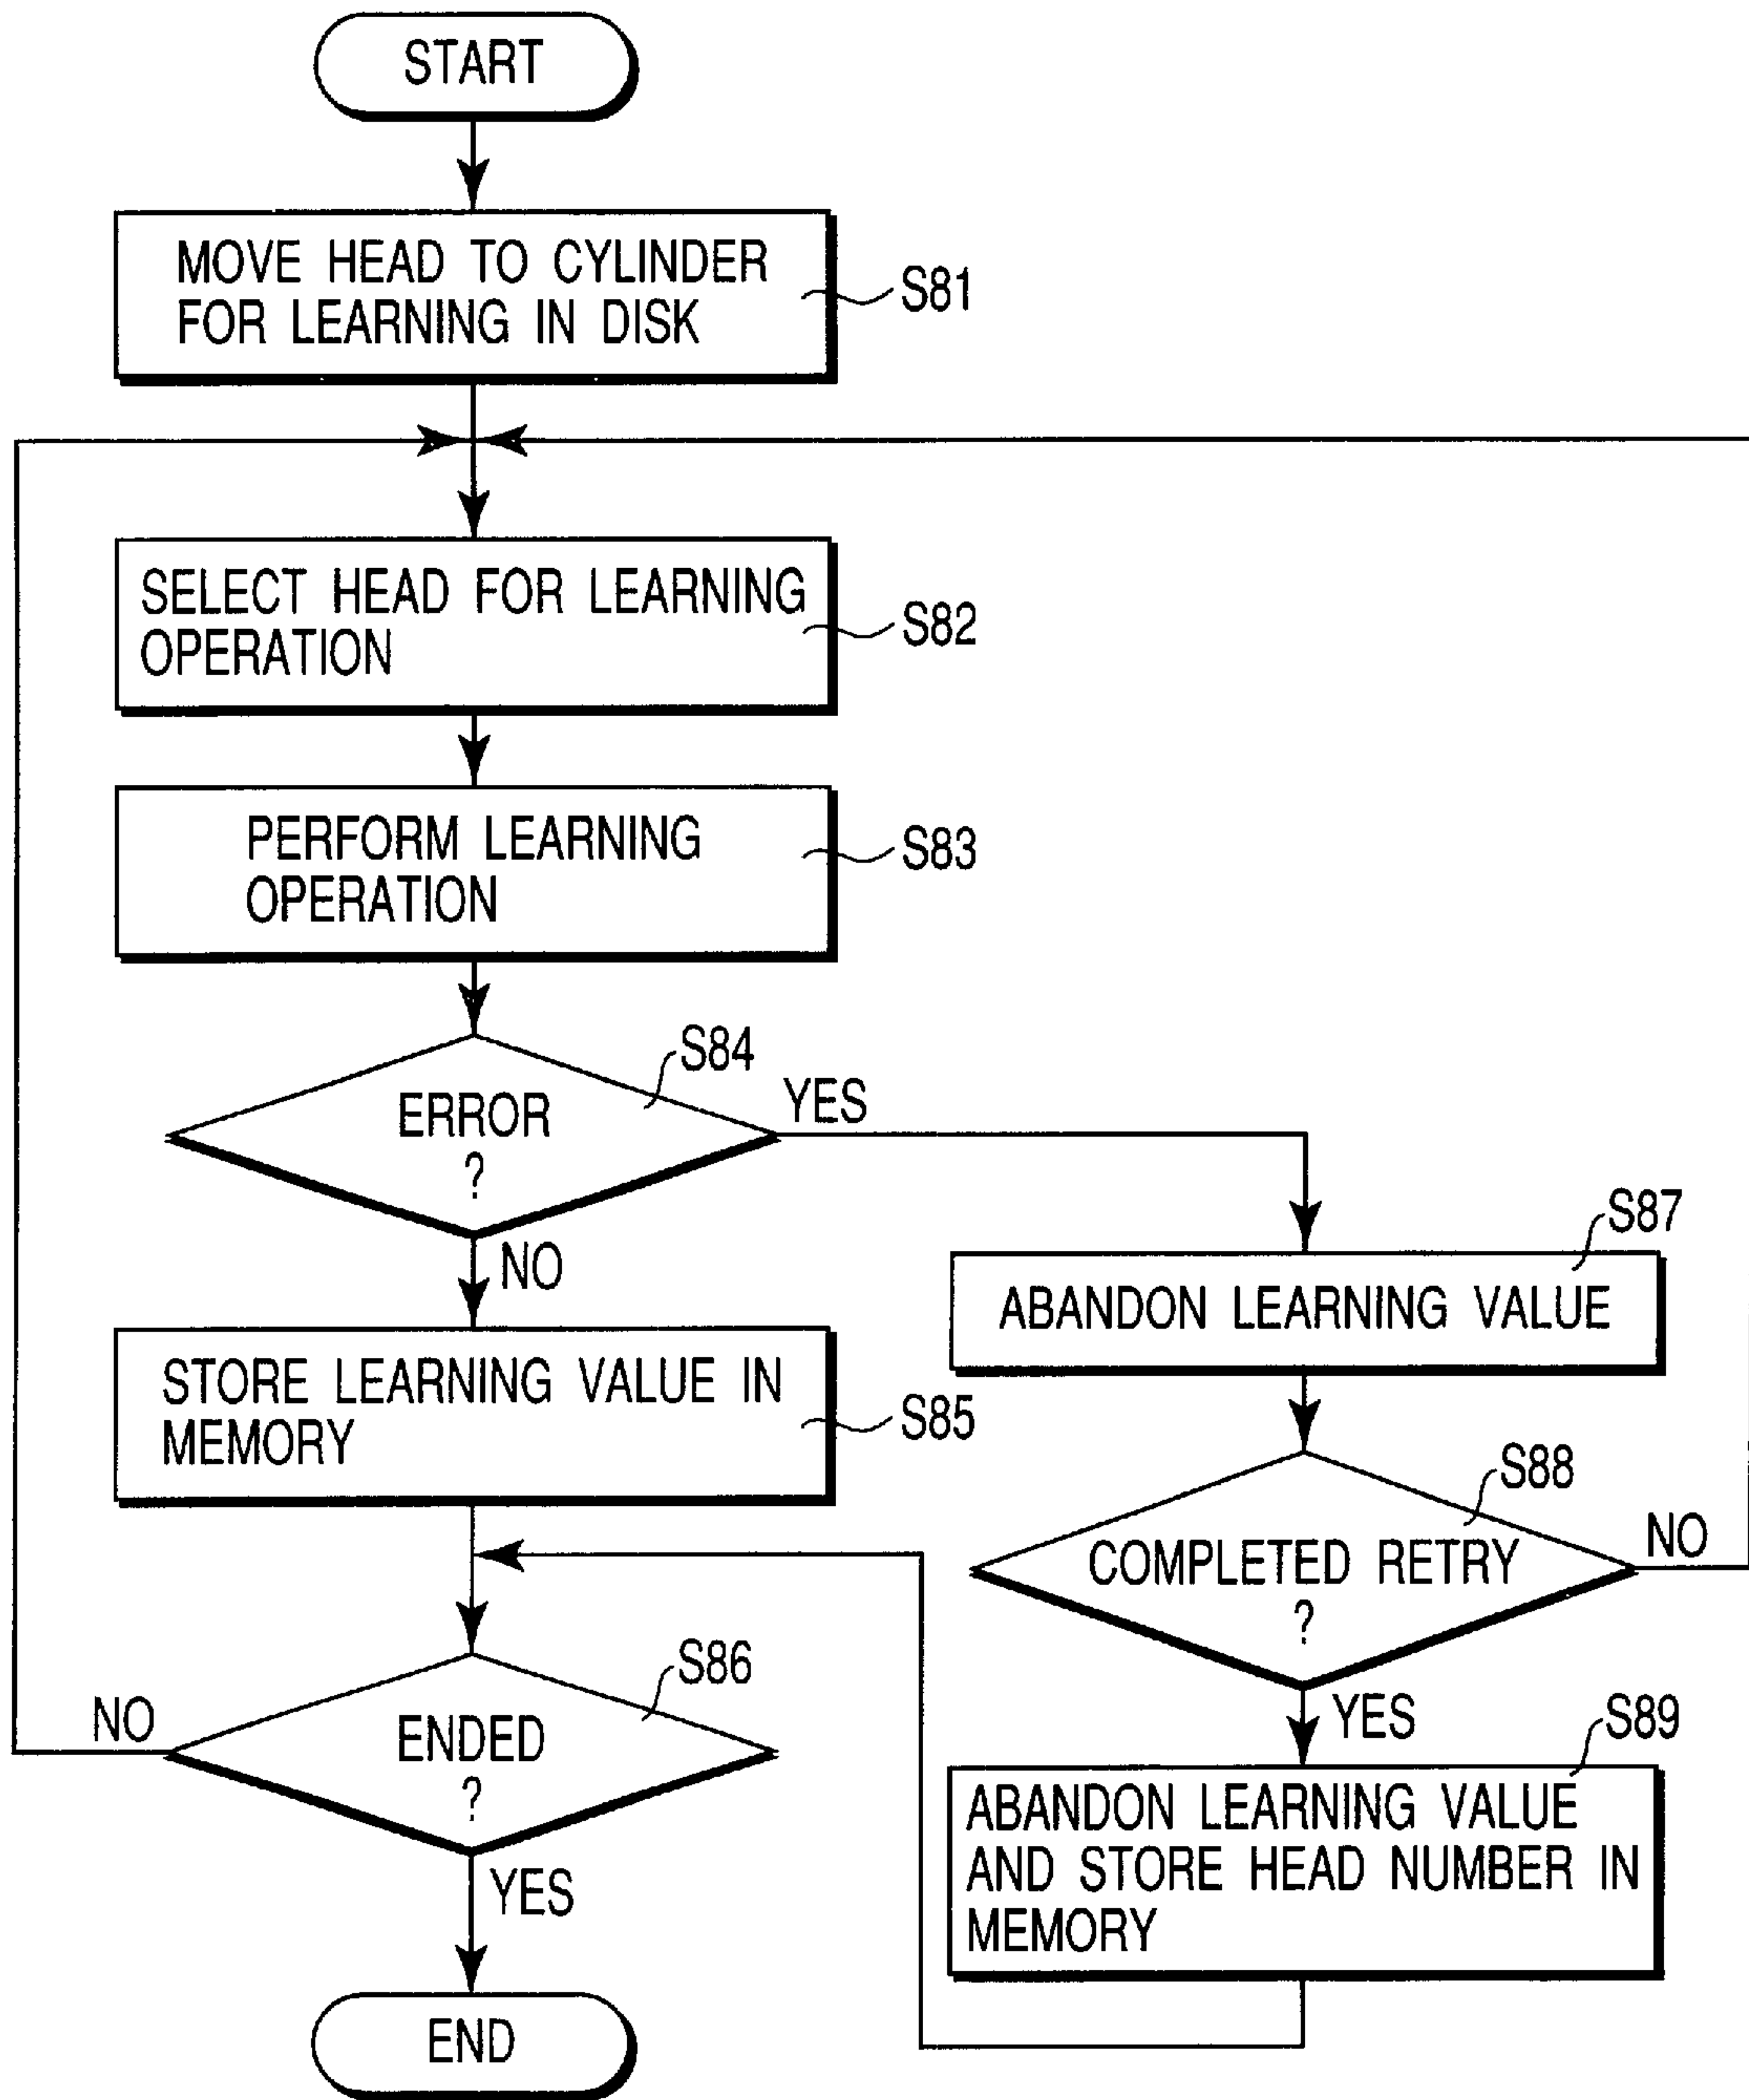 START
MOVE HEAD TO CYLINDER
FOR LEARNING IN DISK
S81
SELECT HEAD FOR LEARNING
OPERATION
S82
PERFORM LEARNING
OPERATION
S83
S84
ERROR
?
YES
NO
S87
ABANDON LEARNING VALUE
STORE LEARNING VALUE IN
MEMORY
S85
S88
COMPLETED RETRY
?
NO
YES
S86
ENDED
?
NO
YES
S89
ABANDON LEARNING VALUE
AND STORE HEAD NUMBER IN
MEMORY
END